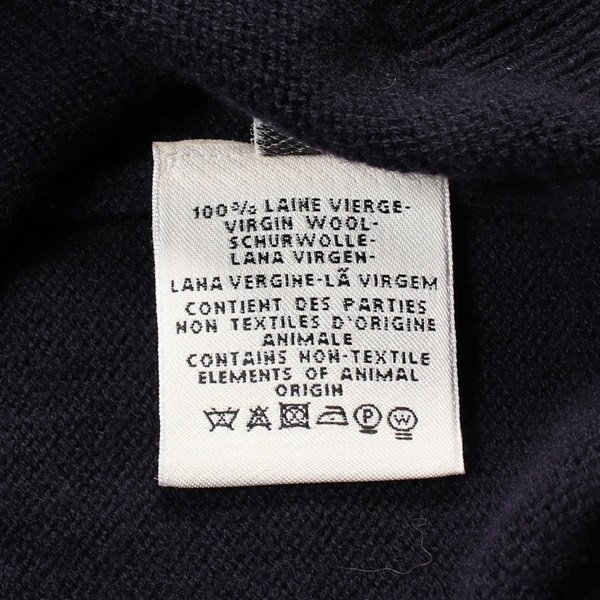 100% LAINE VIERGE-
VIRGIN WOOL-
SCHURWOLLE-
LANA VIRGEN-
LANA VERGINE-LÃ VIRGEM
CONTIENT DES PARTIES
NON TEXTILES D'ORIGINE
ANIMALE
CONTAINS NON-TEXTILE
ELEMENTS OF ANIMAL
ORIGIN
P W